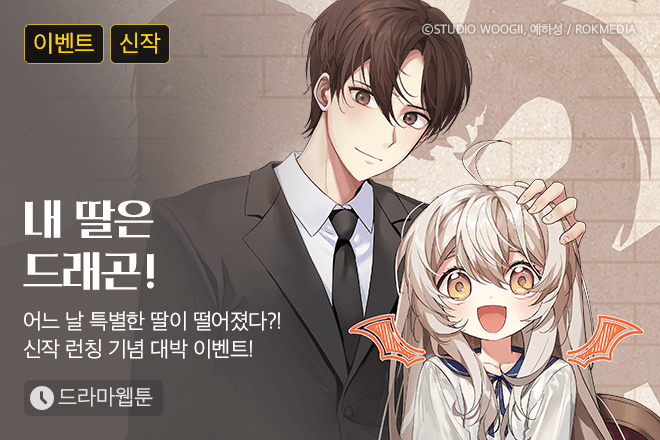 ©STUDIO WOOGII, 예하성 / ROKMEDIA
이벤트
신작
내 딸은
드래곤!
어느 날 특별한 딸이 떨어졌다?!
신작 런칭 기념 대박 이벤트!
드라마웹툰